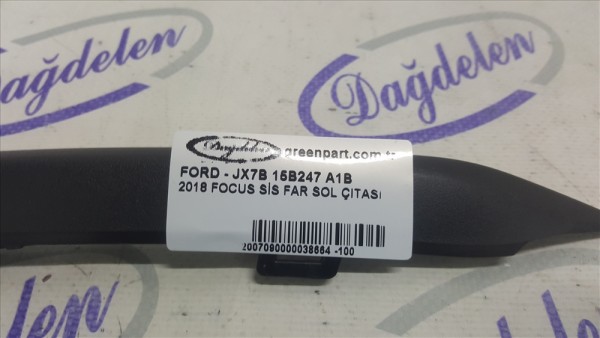 Dağdelen
Dağdelen
Dağdelen greenpart.com.tr
FORD - JX7B 15B247 A1B
2018 FOCUS SİS FAR SOL ÇITASI
2007090000038664 -100